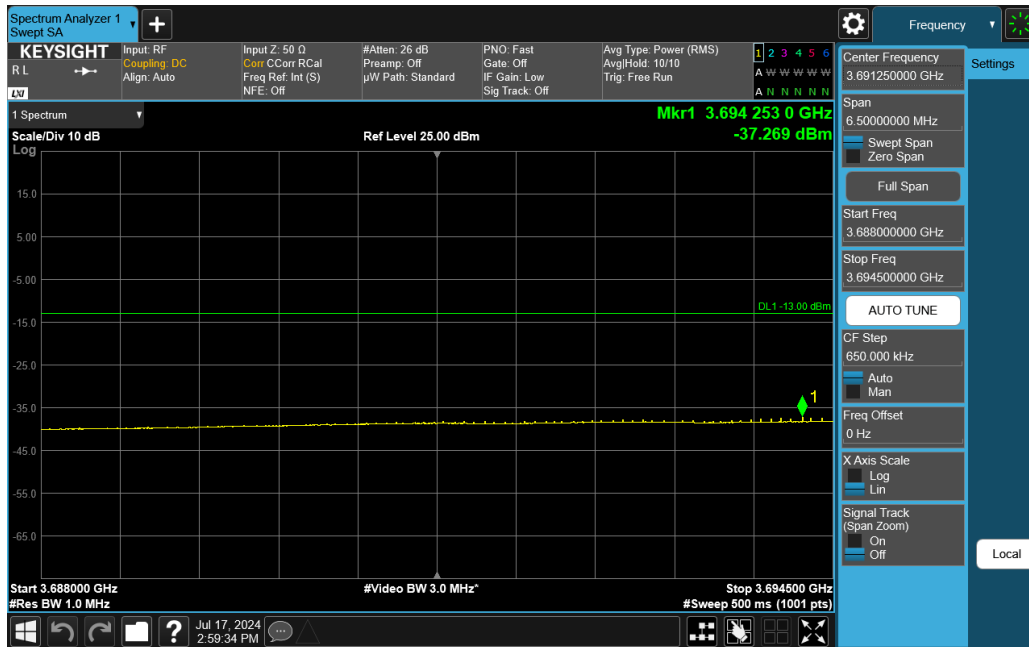 Spectrum Analyzer 1
Swept SA
Frequency
KEYSIGHT
R L
LXI
Input: RF
Coupling: DC
Align: Auto
Input Z: 50 Ω
Corr CCorr RCal
Freq Ref: Int (S)
NFE: Off
#Atten: 26 dB
Preamp: Off
µW Path: Standard
PNO: Fast
Gate: Off
IF Gain: Low
Sig Track: Off
Avg Type: Power (RMS)
Avg|Hold: 10/10
Trig: Free Run
1 2 3 4 5 6
A W W W W W
A N N N N N
1 Spectrum
Scale/Div 10 dB
Log
Ref Level 25.00 dBm
Mkr1 3.694 253 0 GHz
-37.269 dBm
15.0
5.00
-5.00
-15.0
-25.0
-35.0
-45.0
-55.0
-65.0
DL1 -13.00 dBm
1
Start 3.688000 GHz
#Res BW 1.0 MHz
#Video BW 3.0 MHz*
Stop 3.694500 GHz
#Sweep 500 ms (1001 pts)
Jul 17, 2024
2:59:34 PM
Center Frequency
3.691250000 GHz
Span
6.50000000 MHz
Swept Span
Zero Span
Full Span
Start Freq
3.688000000 GHz
Stop Freq
3.694500000 GHz
AUTO TUNE
CF Step
650.000 kHz
Auto
Man
Freq Offset
0 Hz
X Axis Scale
Log
Lin
Signal Track
(Span Zoom)
On
Off
Settings
Local